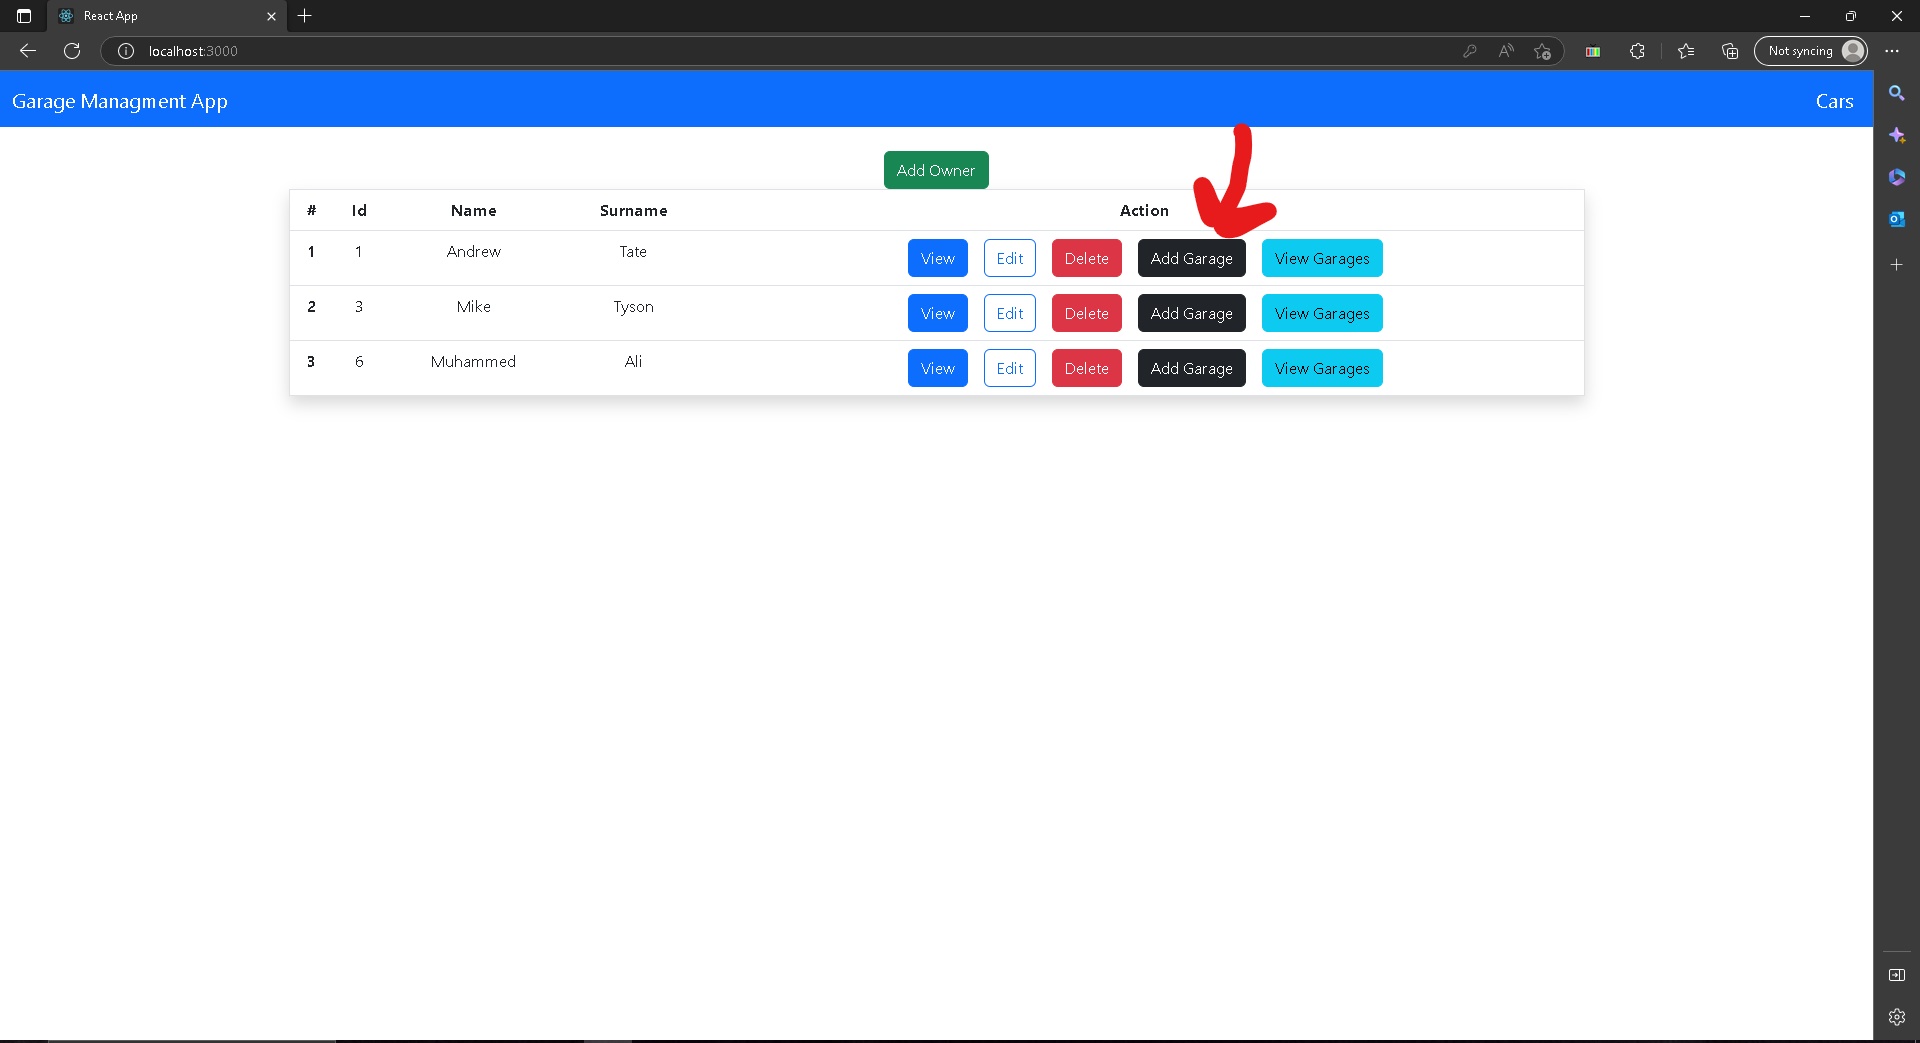 React App
localhost:3000
Not syncing
Garage Managment App Cars
Add Owner
# Id Name Surname Action
1 1 Andrew Tate View Edit Delete Add Garage View Garages
2 3 Mike Tyson View Edit Delete Add Garage View Garages
3 6 Muhammed Ali View Edit Delete Add Garage View Garages